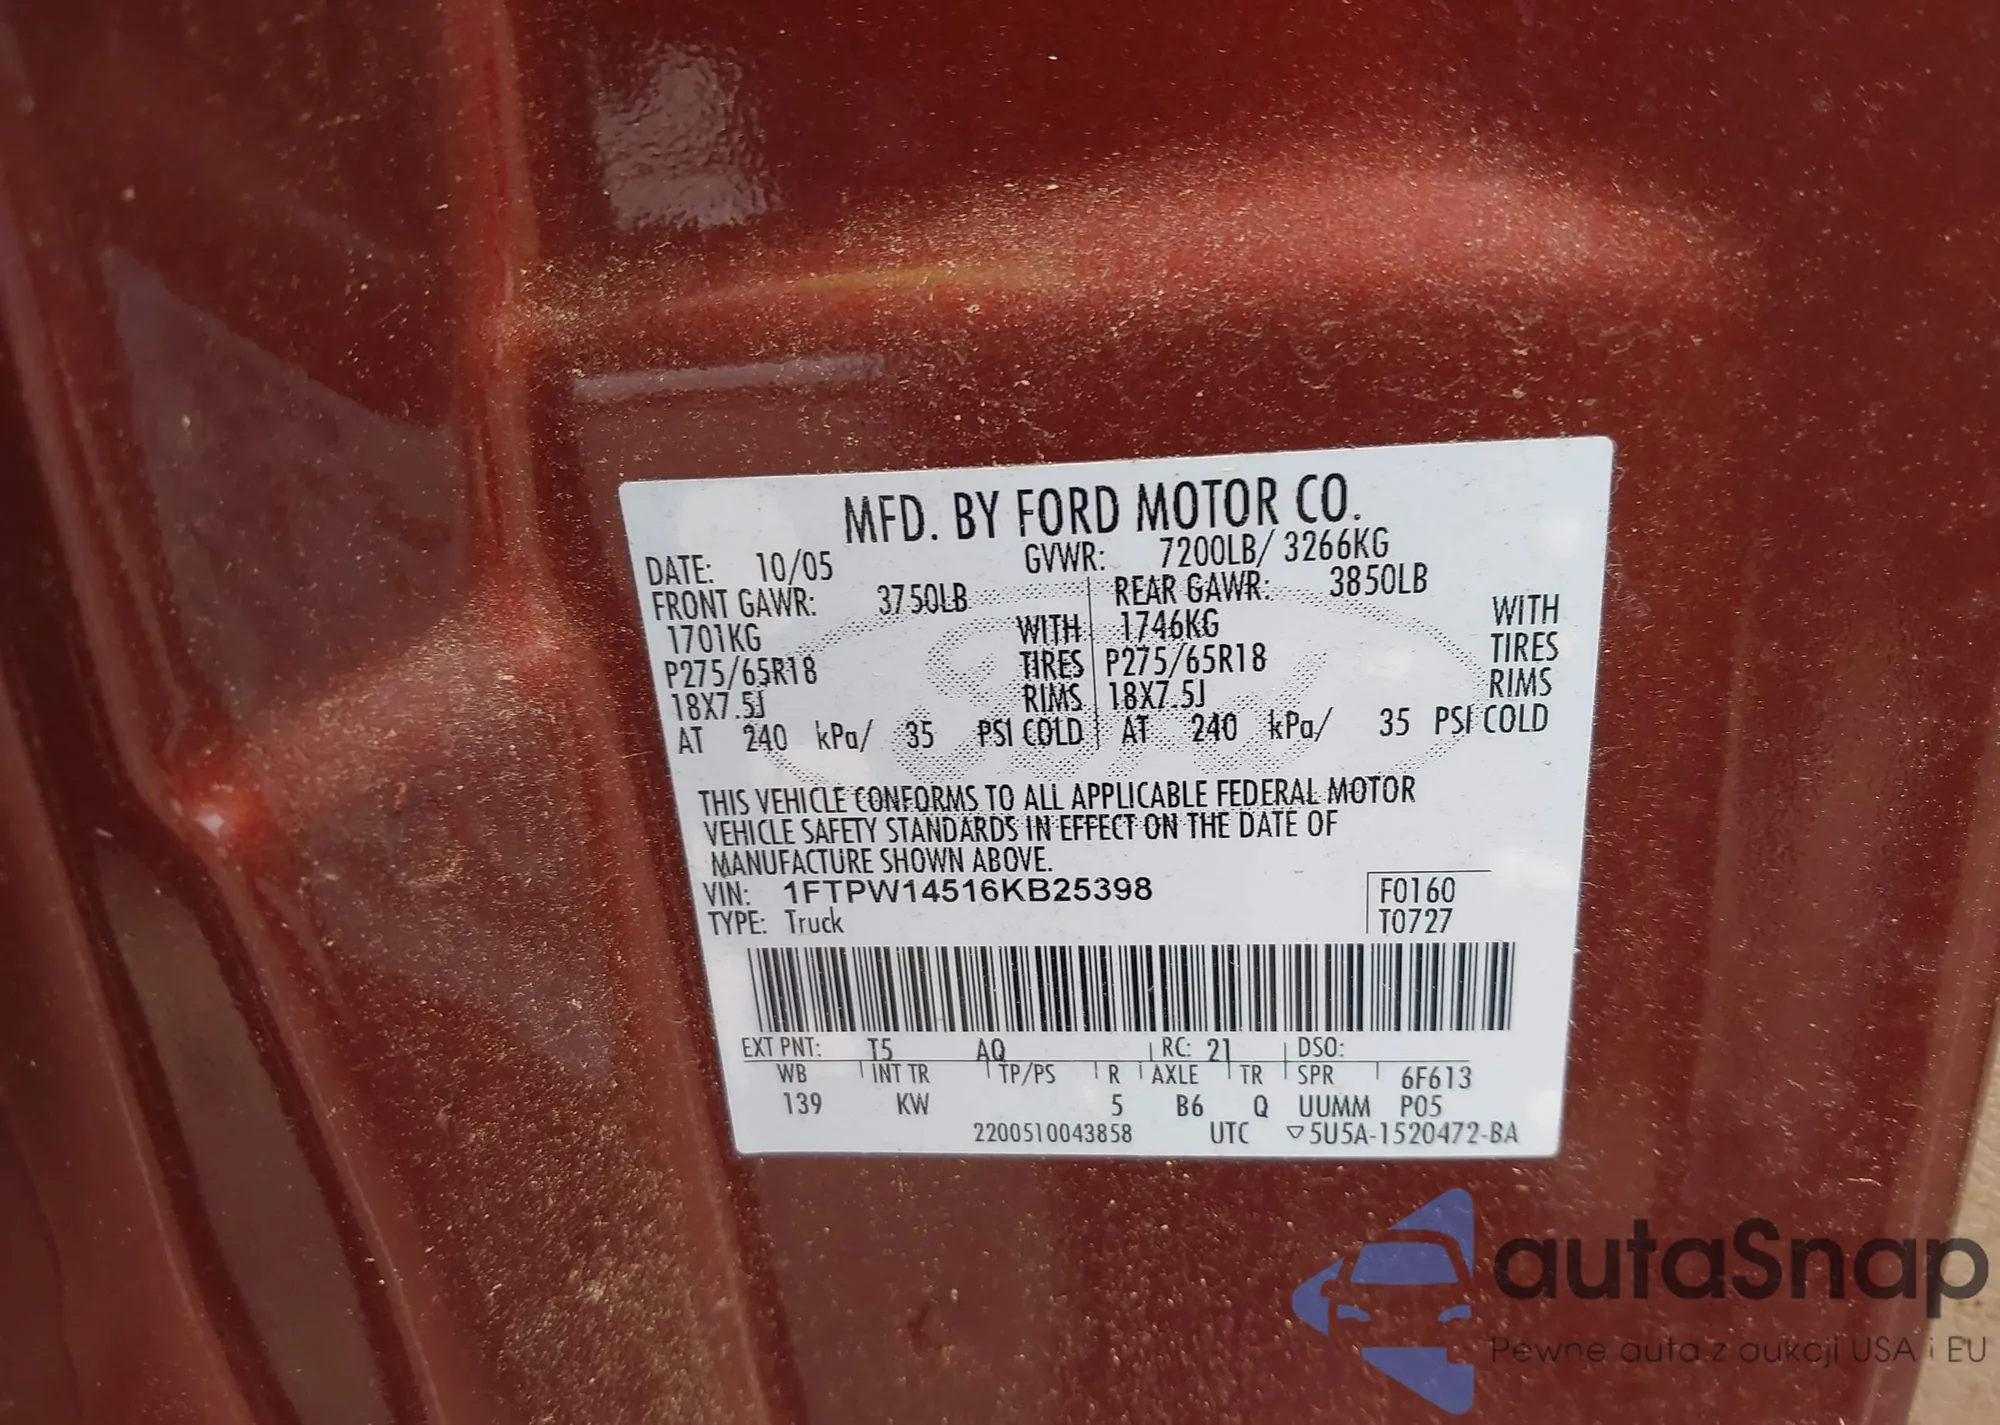 MFD. BY FORD MOTOR CO.
DATE: 10/05 GVWR: 7200LB/ 3266KG
FRONT GAWR: 3750LB REAR GAWR: 3850LB
1701KG WITH 1746KG WITH
P275/65R18 TIRES P275/65R18 TIRES
18X7.5J RIMS 18X7.5J RIMS
AT 240 kPa/ 35 PSI COLD AT 240 kPa/ 35 PSI COLD
THIS VEHICLE CONFORMS TO ALL APPLICABLE FEDERAL MOTOR
VEHICLE SAFETY STANDARDS IN EFFECT ON THE DATE OF
MANUFACTURE SHOWN ABOVE.
VIN: 1FTPW14516KB25398 F0160
TYPE: Truck T0727
EXT PNT: T5 AQ RC: 21 DSO:
WB INT TR TP/PS R AXLE TR SPR 6F613
139 KW 5 B6 Q UUMM P05
2200510043858 UTC ▽5U5A-1520472-BA
autaSnap
Pewne auta z aukcji USA i EU